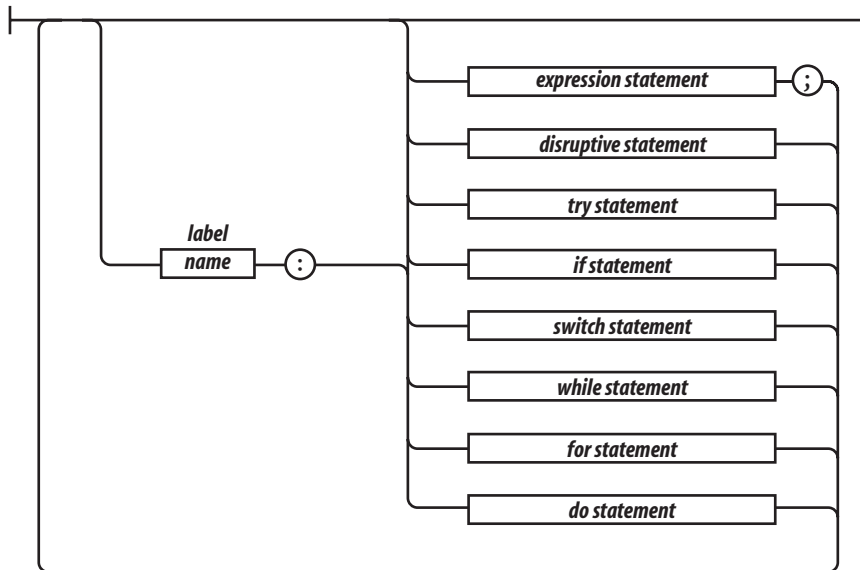 expression statement ;
disruptive statement
try statement
label
name :
if statement
switch statement
while statement
for statement
do statement